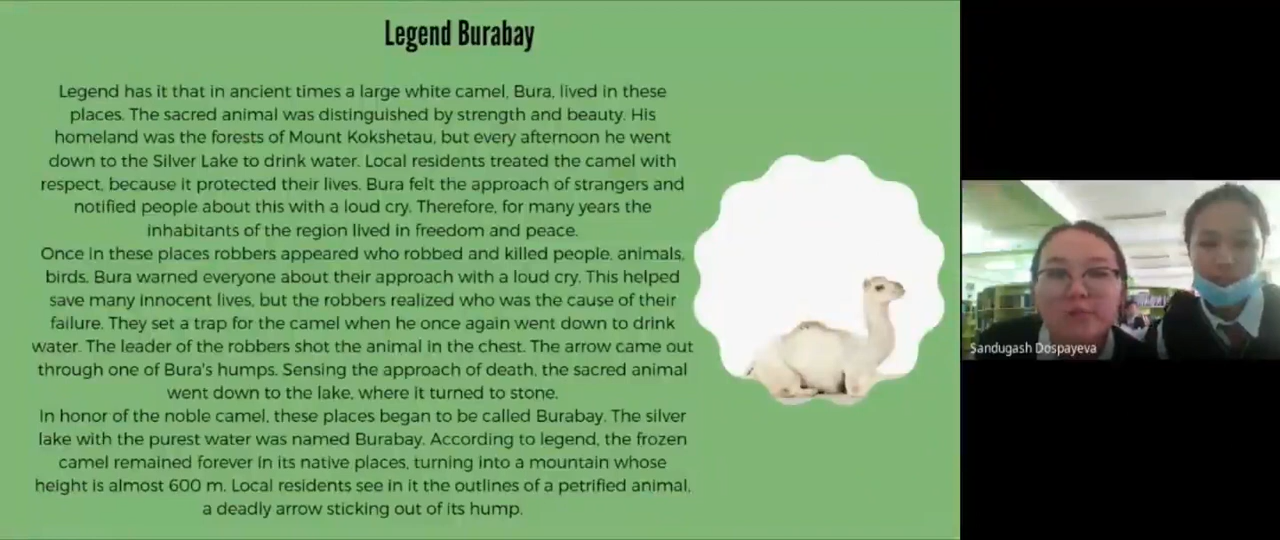 Legend Burabay
Legend has it that in ancient times a large white camel, Bura, lived in these
places. The sacred animal was distinguished by strength and beauty. His
homeland was the forests of Mount Kokshetau, but every afternoon he went
down to the Silver Lake to drink water. Local residents treated the camel with
respect, because it protected their lives. Bura felt the approach of strangers and
notified people about this with a loud cry. Therefore, for many years the
inhabitants of the region lived in freedom and peace.
Once in these places robbers appeared who robbed and killed people, animals,
birds. Bura warned everyone about their approach with a loud cry. This helped
save many innocent lives, but the robbers realized who was the cause of their
failure. They set a trap for the camel when he once again went down to drink
water. The leader of the robbers shot the animal in the chest. The arrow came out
through one of Bura's humps. Sensing the approach of death, the sacred animal
went down to the lake, where it turned to stone.
In honor of the noble camel, these places began to be called Burabay. The silver
lake with the purest water was named Burabay. According to legend, the frozen
camel remained forever in its native places, turning into a mountain whose
height is almost 600 m. Local residents see in it the outlines of a petrified animal,
a deadly arrow sticking out of its hump.
Sandugash Dospayeva